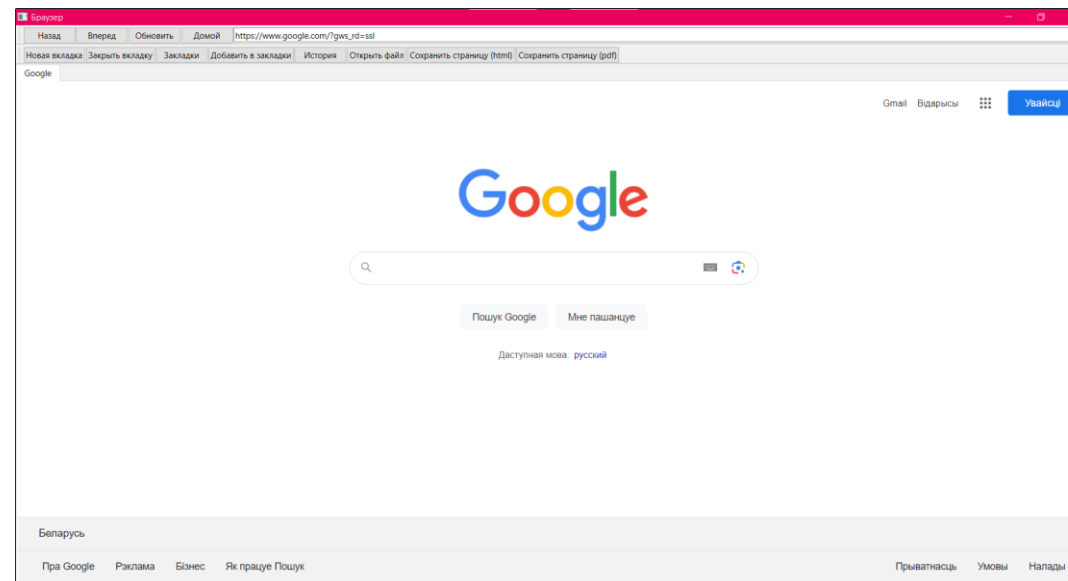 Браузер
Назад Вперед Обновить Домой https://www.google.com/?gws_rd=ssl
Новая вкладка Закрыть вкладку Закладки Добавить в закладки История Открыть файл Сохранить страницу (html) Сохранить страницу (pdf)
Google
Gmail Відарысы Увайсці
Google
Пошук Google Мне пашанцуе
Даступная мова: русский
Беларусь
Пра Google Рэклама Бізнес Як працуе Пошук Прыватнасць Умовы Налады